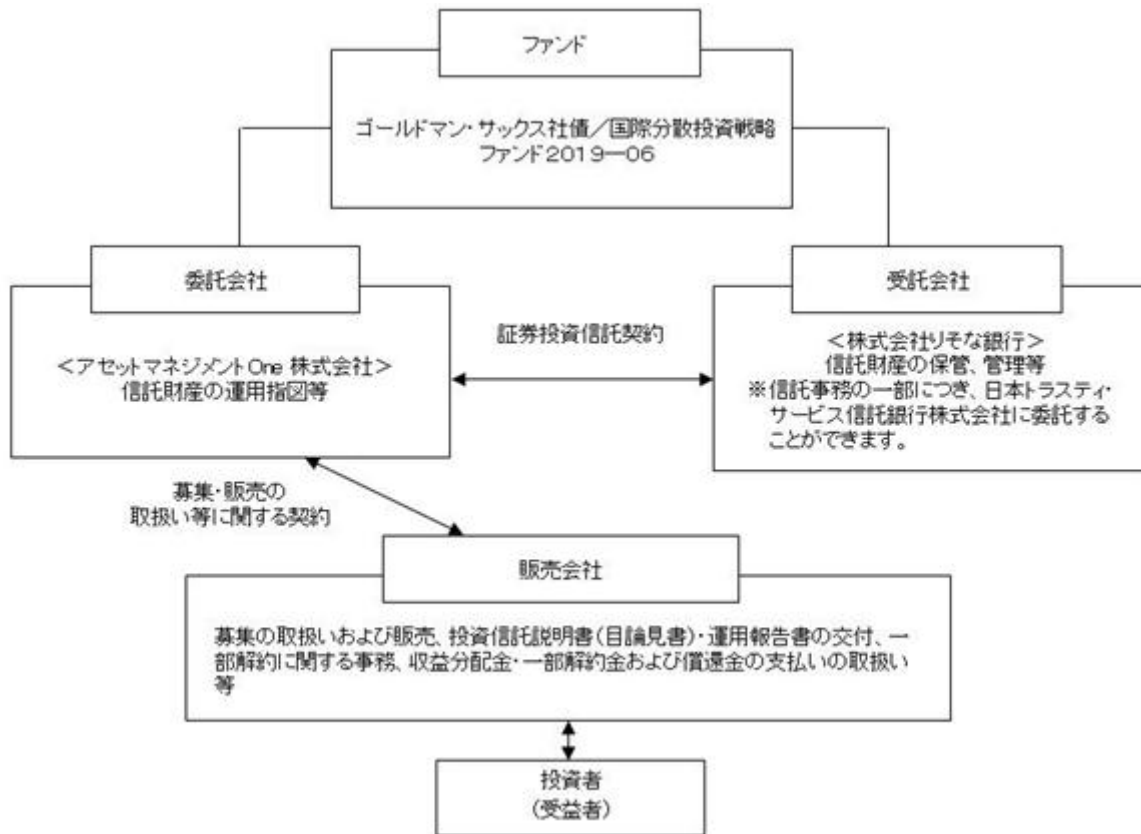 ファンド
ゴールドマン・サックス社債／国際分散投資戦略
ファンド2019―06
委託会社
<アセットマネジメントOne 株式会社>
信託財産の運用指図等
証券投資信託契約
受託会社
<株式会社りそな銀行>
信託財産の保管、管理等
※信託事務の一部につき、日本トラスティ・
サービス信託銀行株式会社に委託する
ことができます。
募集・販売の
取扱い等に関する契約
販売会社
募集の取扱いおよび販売、投資信託説明書(目論見書)・運用報告書の交付、一
部解約に関する事務、収益分配金・一部解約金および償還金の支払いの取扱い
等
投資者
(受益者)